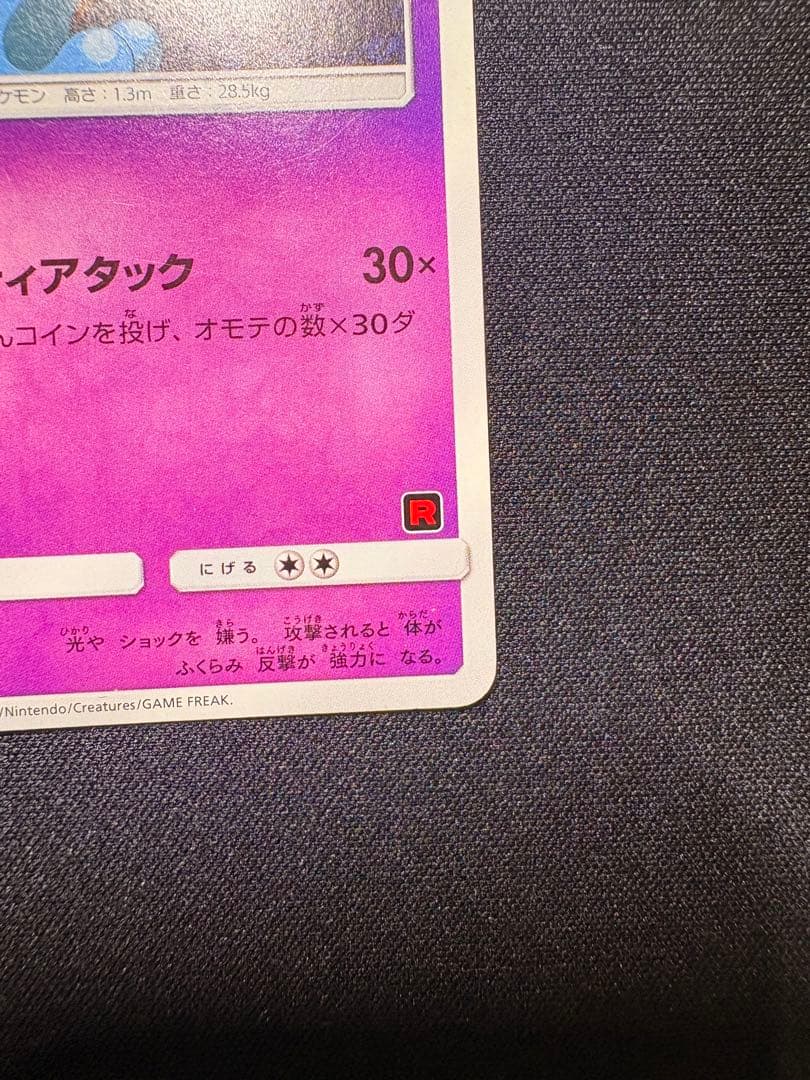 ケモン 高さ：1.3m 重さ：28.5kg
ィアタック 30×
んコインを投げ、オモテの数×30ダ
R
にげる
光や ショックを 嫌う。 攻撃されると 体が
ふくらみ 反撃が 強力に なる。
/Nintendo/Creatures/GAME FREAK.